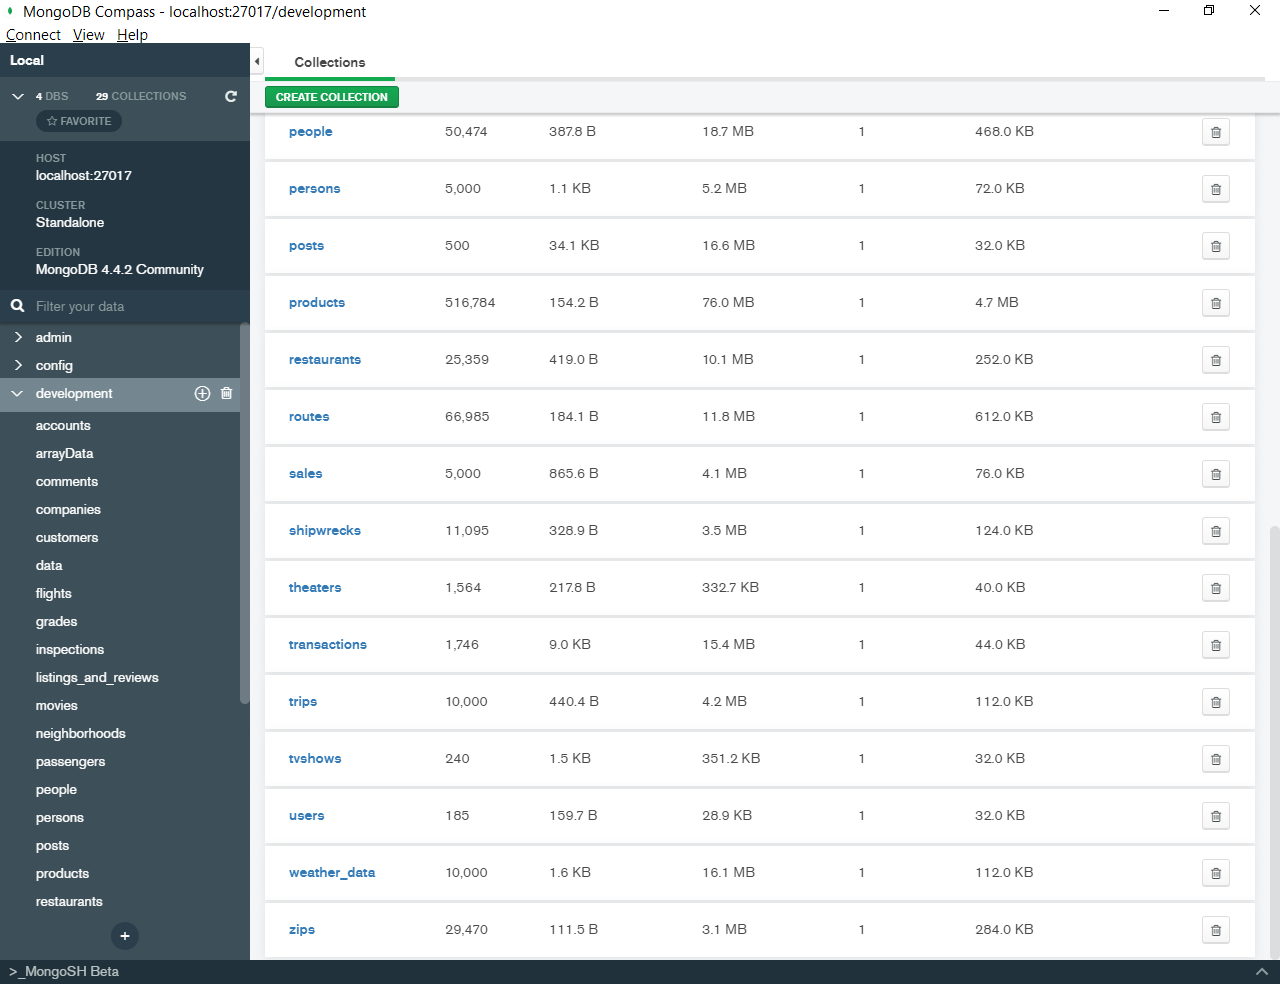 MongoDB Compass - localhost:27017/development
Connect View Help
Local
4 DBS 29 COLLECTIONS
FAVORITE
HOST
localhost:27017
CLUSTER
Standalone
EDITION
MongoDB 4.4.2 Community
Filter your data
admin
config
development
accounts
arrayData
comments
companies
customers
data
flights
grades
inspections
listings_and_reviews
movies
neighborhoods
passengers
people
persons
posts
products
restaurants
+
Collections
CREATE COLLECTION
people 50,474 387.8 B 18.7 MB 1 468.0 KB
persons 5,000 1.1 KB 5.2 MB 1 72.0 KB
posts 500 34.1 KB 16.6 MB 1 32.0 KB
products 516,784 154.2 B 76.0 MB 1 4.7 MB
restaurants 25,359 419.0 B 10.1 MB 1 252.0 KB
routes 66,985 184.1 B 11.8 MB 1 612.0 KB
sales 5,000 865.6 B 4.1 MB 1 76.0 KB
shipwrecks 11,095 328.9 B 3.5 MB 1 124.0 KB
theaters 1,564 217.8 B 332.7 KB 1 40.0 KB
transactions 1,746 9.0 KB 15.4 MB 1 44.0 KB
trips 10,000 440.4 B 4.2 MB 1 112.0 KB
tvshows 240 1.5 KB 351.2 KB 1 32.0 KB
users 185 159.7 B 28.9 KB 1 32.0 KB
weather_data 10,000 1.6 KB 16.1 MB 1 112.0 KB
zips 29,470 111.5 B 3.1 MB 1 284.0 KB
>_MongoSH Beta